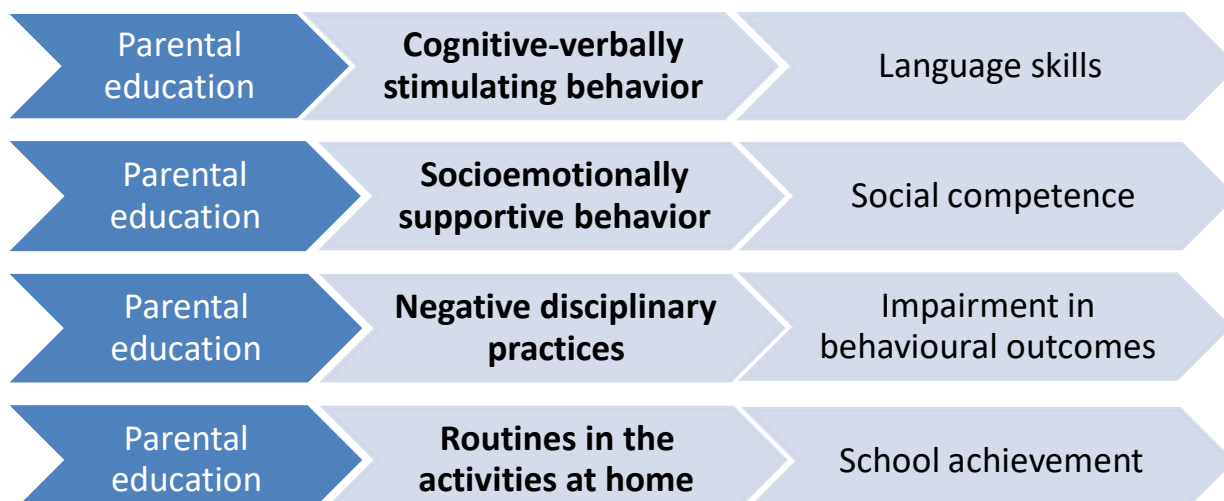 Parental
education
Cognitive-verbally
stimulating behavior
Language skills
Parental
education
Socioemotionally
supportive behavior
Social competence
Parental
education
Negative disciplinary
practices
Impairment in
behavioural outcomes
Parental
education
Routines in the
activities at home
School achievement